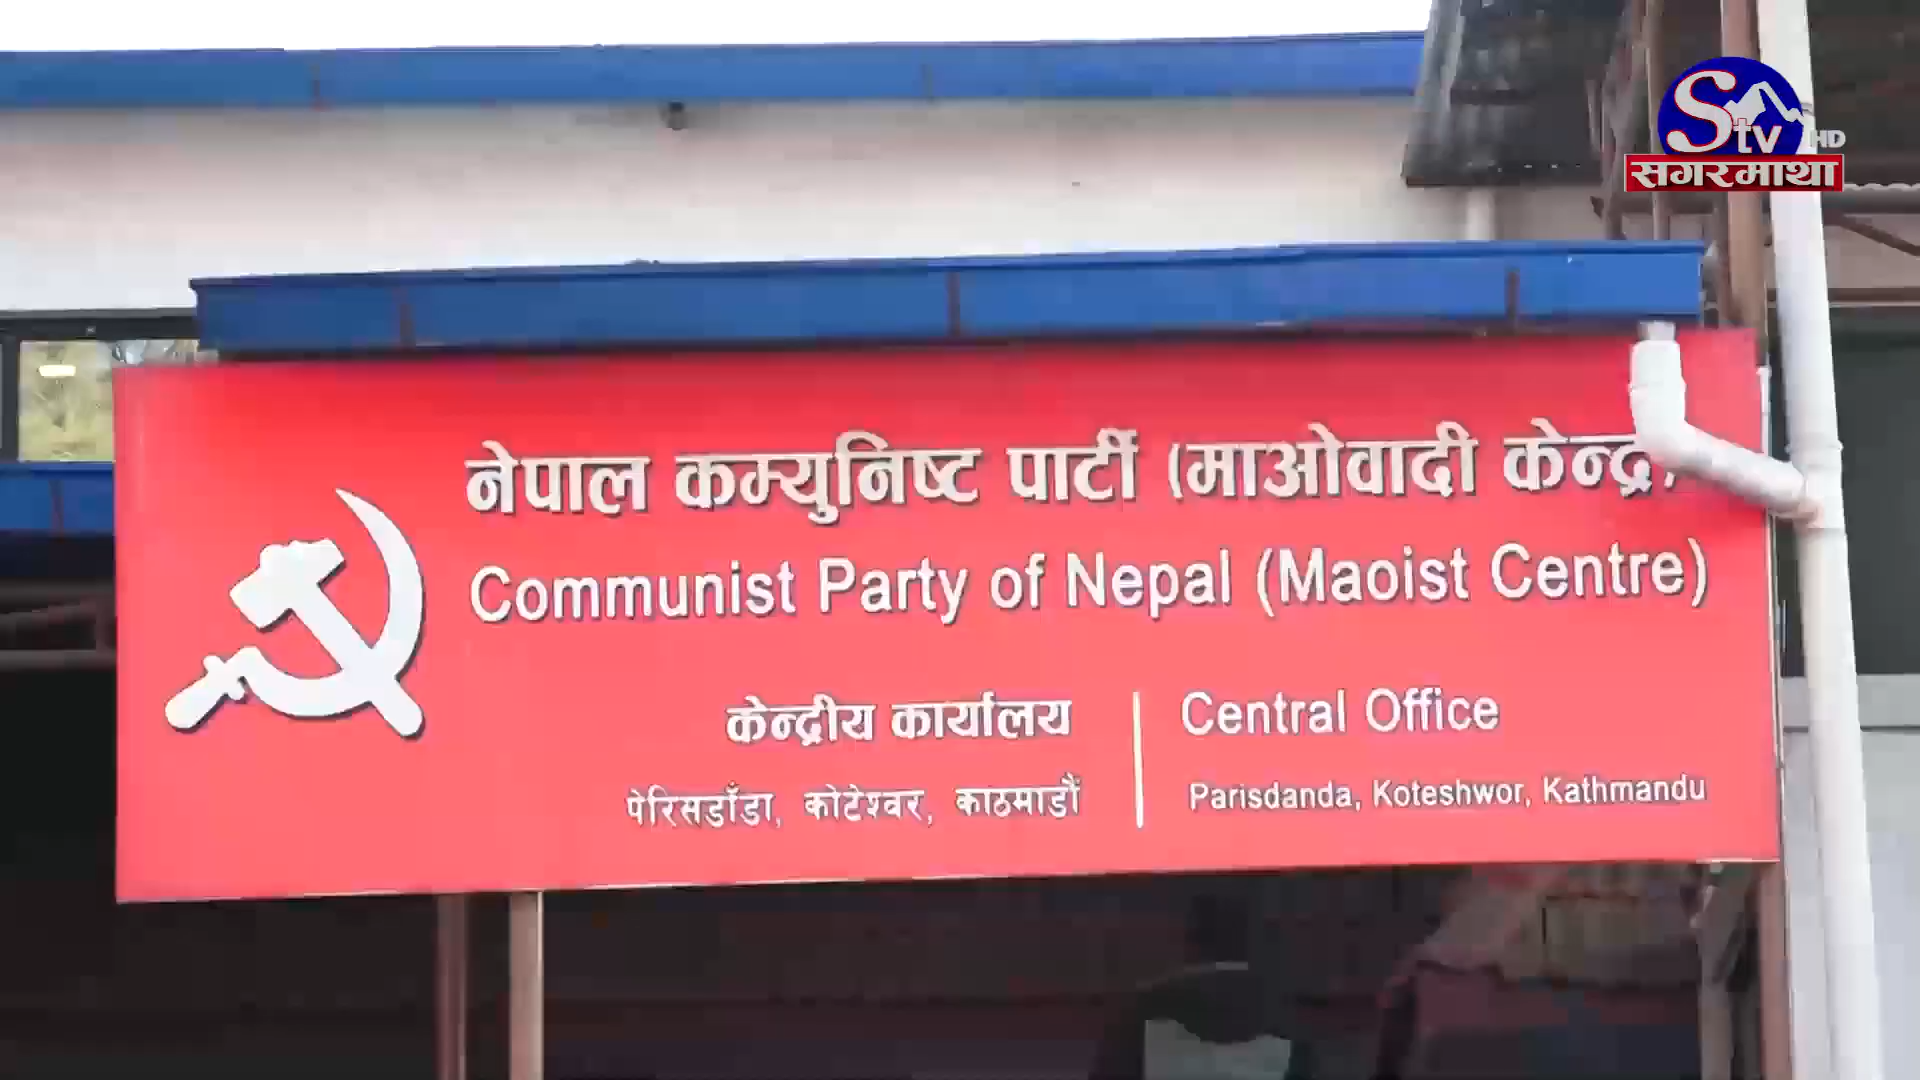 Stv HD
सगरमाथा
नेपाल कम्युनिष्ट पार्टी (माओवादी केन्द्र)
Communist Party of Nepal (Maoist Centre)
केन्द्रीय कार्यालय
पेरिसडाँडा, कोटेश्वर, काठमाडौं
Central Office
Parisdanda, Koteshwor, Kathmandu